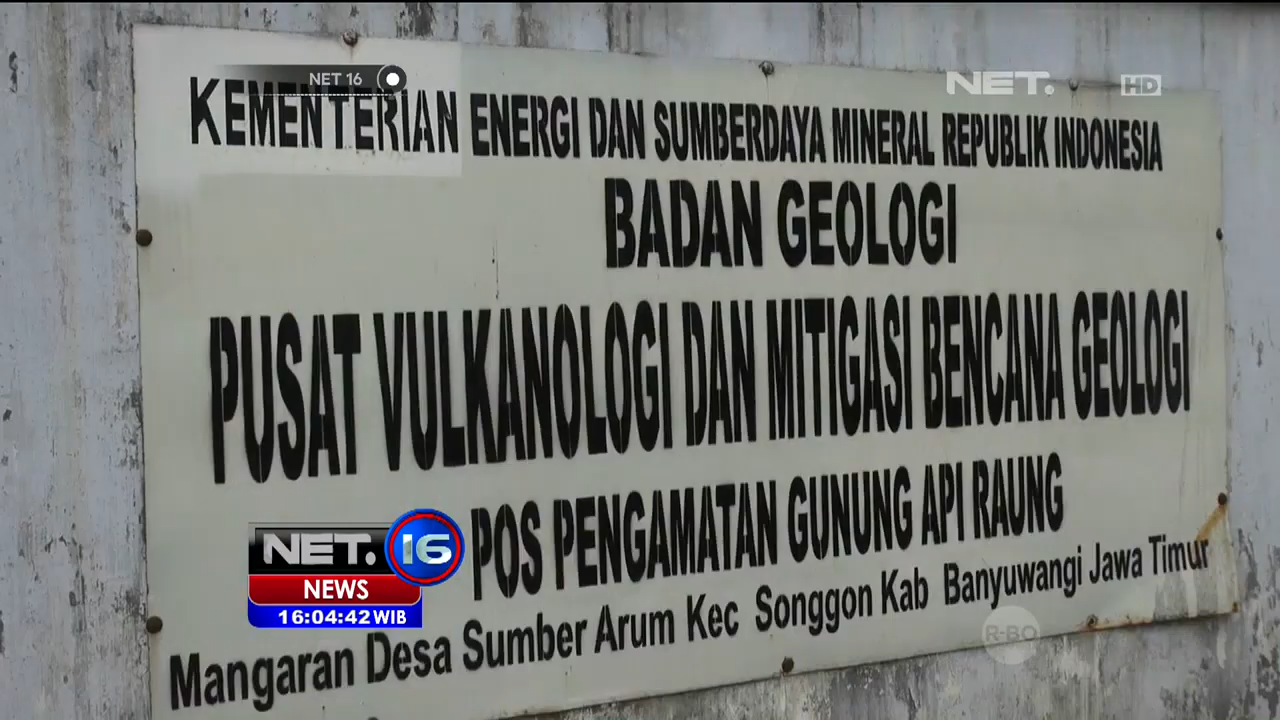 NET 16
NET. HD
KEMENTERIAN ENERGI DAN SUMBERDAYA MINERAL REPUBLIK INDONESIA
BADAN GEOLOGI
PUSAT VULKANOLOGI DAN MITIGASI BENCANA GEOLOGI
POS PENGAMATAN GUNUNG API RAUNG
Mangaran Desa Sumber Arum Kec Songgon Kab Banyuwangi Jawa Timur
NET. 16
NEWS
16:04:42 WIB
R-BO